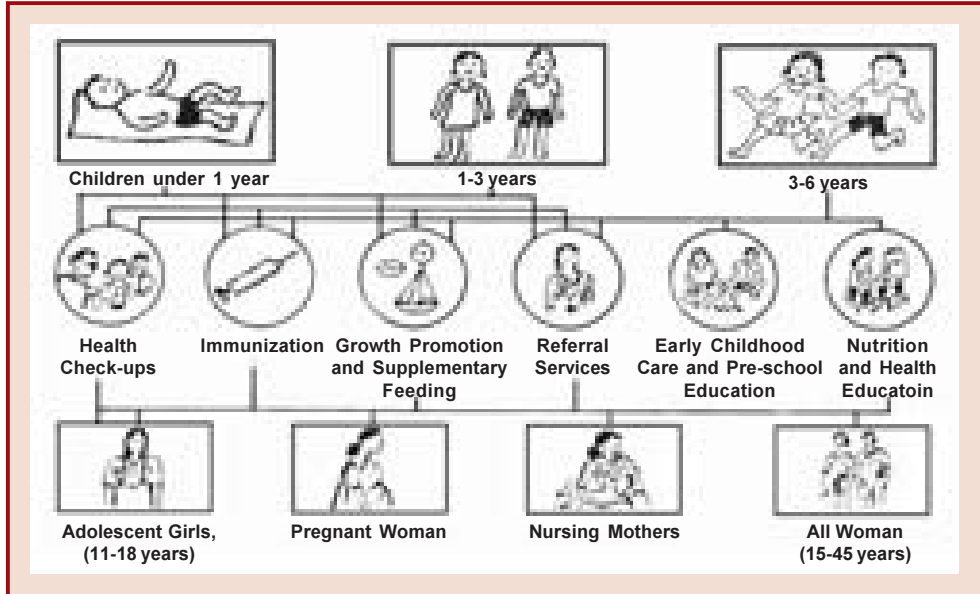 Children under 1 year
1-3 years
3-6 years
Health
Check-ups
Immunization
Growth Promotion
and Supplementary
Feeding
Referral
Services
Early Childhood
Care and Pre-school
Education
Nutrition
and Health
Educatoin
Adolescent Girls,
(11-18 years)
Pregnant Woman
Nursing Mothers
All Woman
(15-45 years)